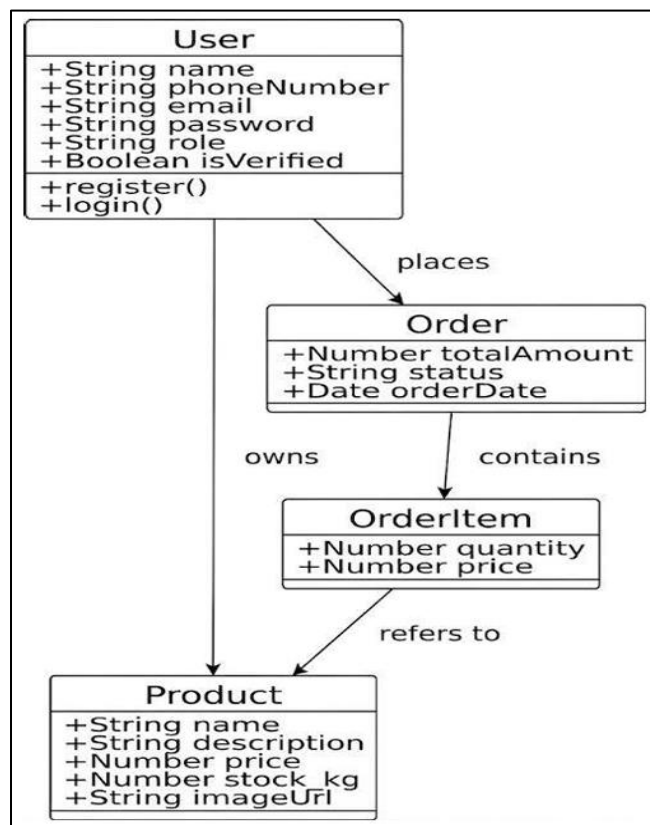 User
+String name
+String phoneNumber
+String email
+String password
+String role
+Boolean isVerified
+register()
+login()
places
Order
+Number totalAmount
+String status
+Date orderDate
owns
contains
OrderItem
+Number quantity
+Number price
refers to
Product
+String name
+String description
+Number price
+Number stock_kg
+String imageUrl